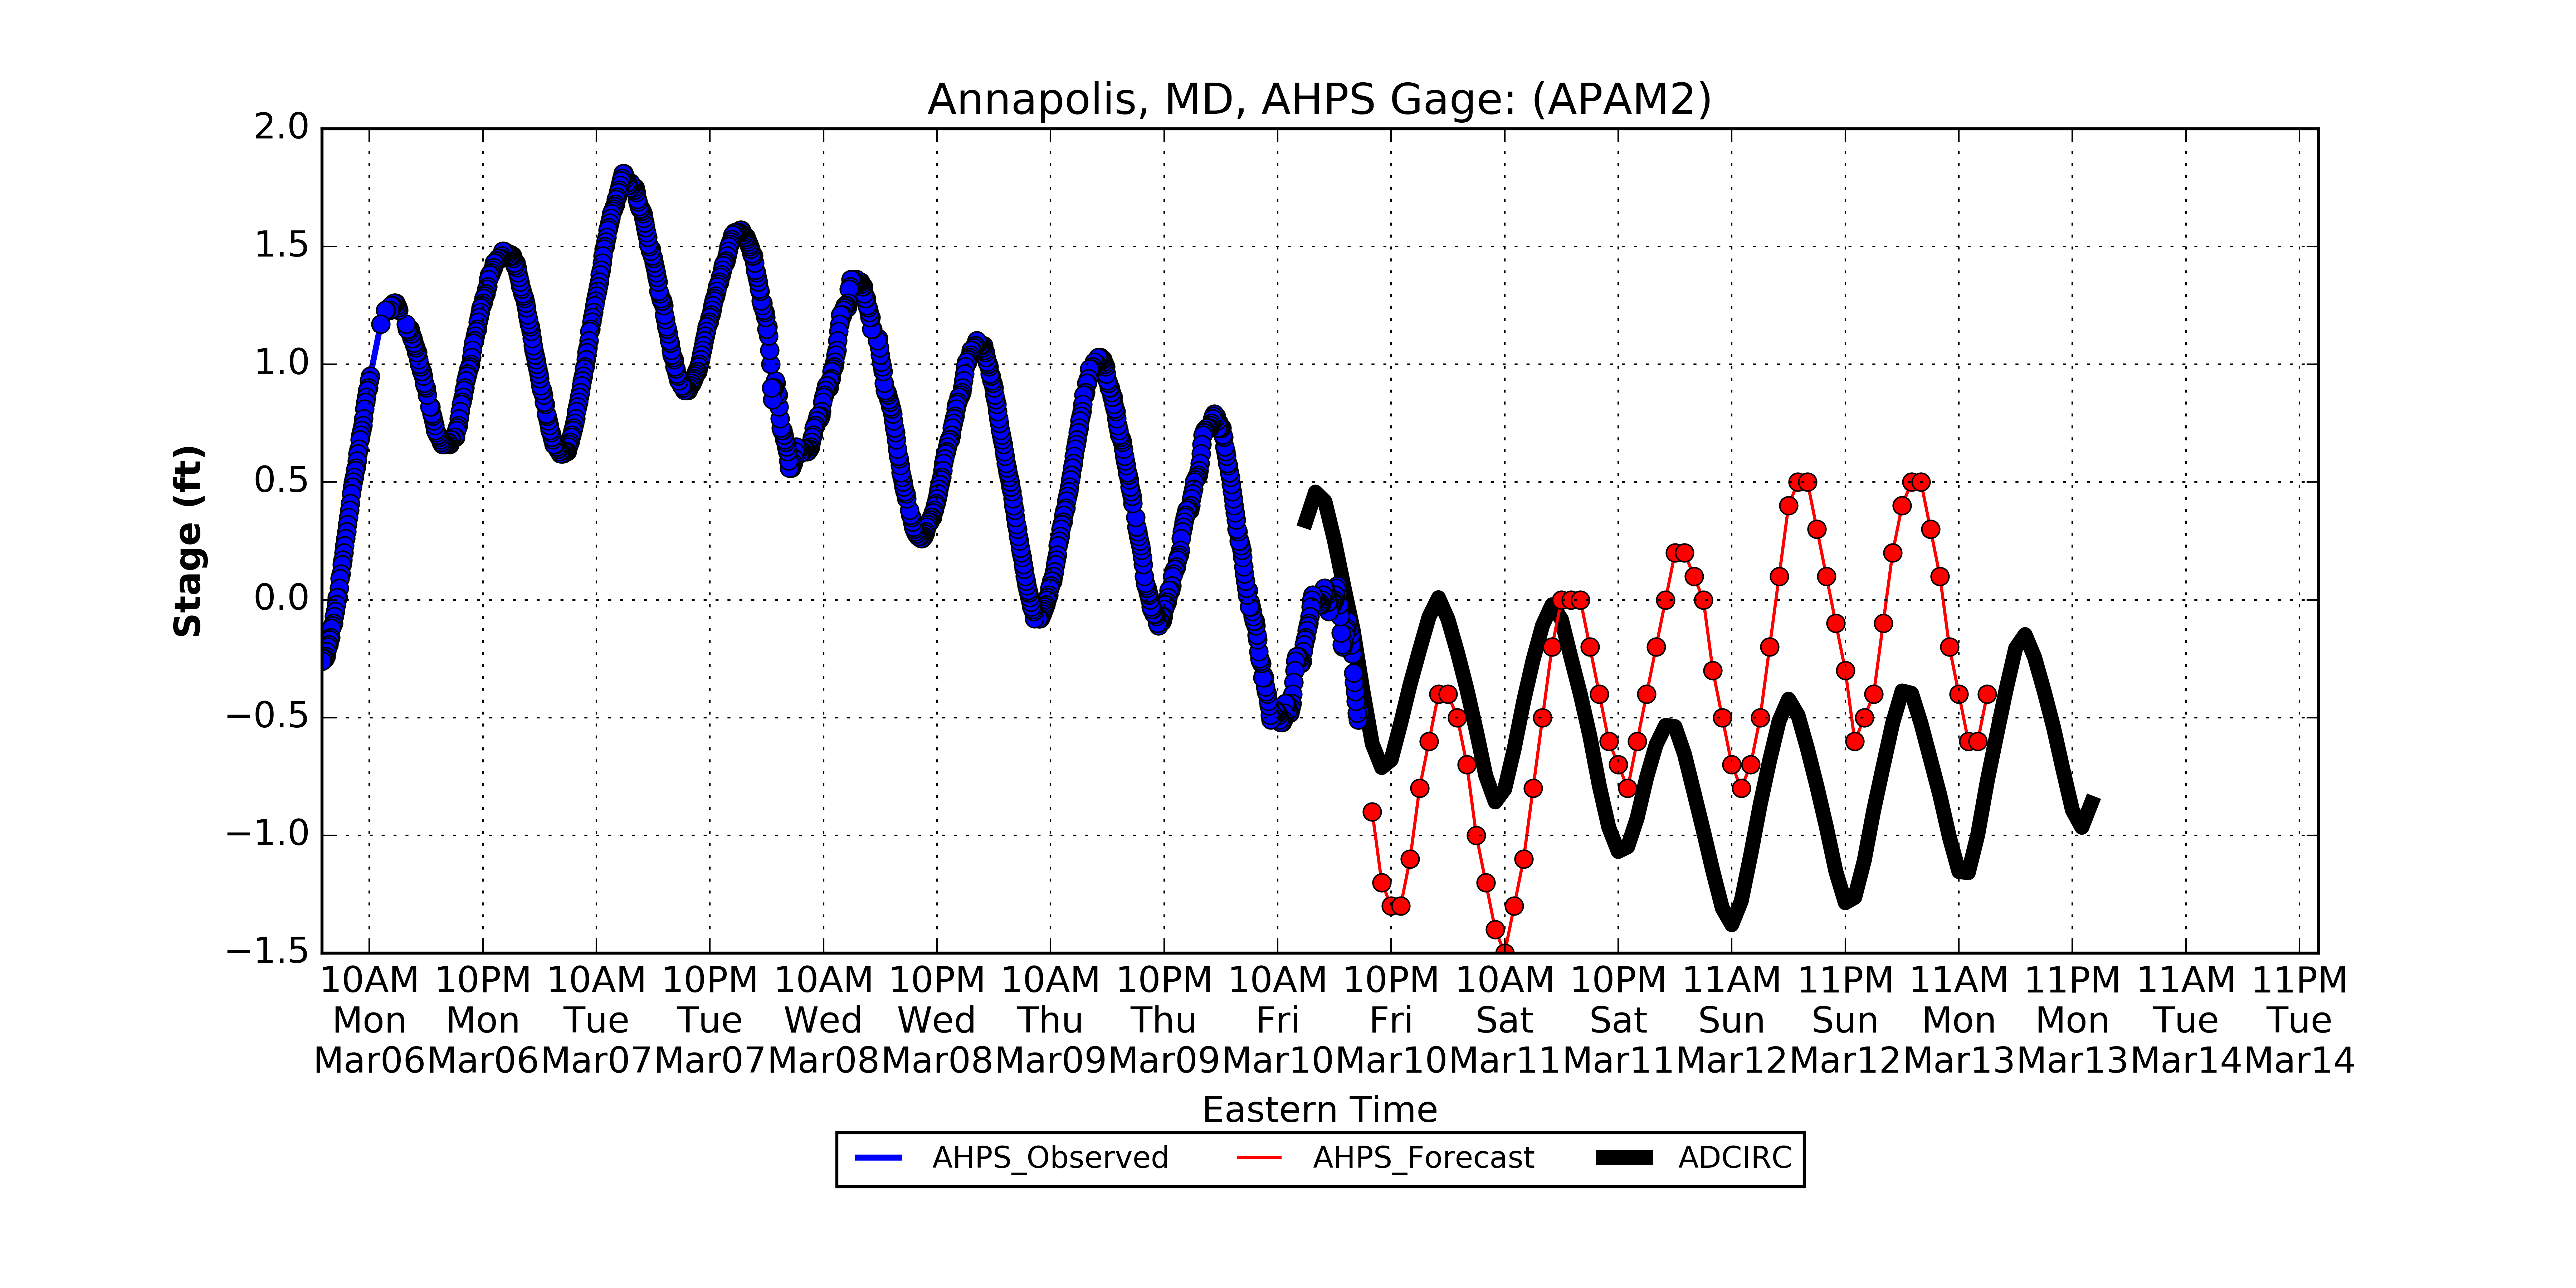 Annapolis, MD, AHPS Gage: (APAM2)
Stage (ft)
2.0
1.5
1.0
0.5
0.0
−0.5
−1.0
−1.5
10AM 10PM 10AM 10PM 10AM 10PM 10AM 10PM 10AM 10PM 10AM 10PM 11AM 11PM 11AM 11PM 11AM 11PM
Mon Mon Tue Tue Wed Wed Thu Thu Fri Fri Sat Sat Sun Sun Mon Mon Tue Tue
Mar06 Mar06 Mar07 Mar07 Mar08 Mar08 Mar09 Mar09 Mar10 Mar10 Mar11 Mar11 Mar12 Mar12 Mar13 Mar13 Mar14 Mar14
Eastern Time
AHPS_Observed AHPS_Forecast ADCIRC